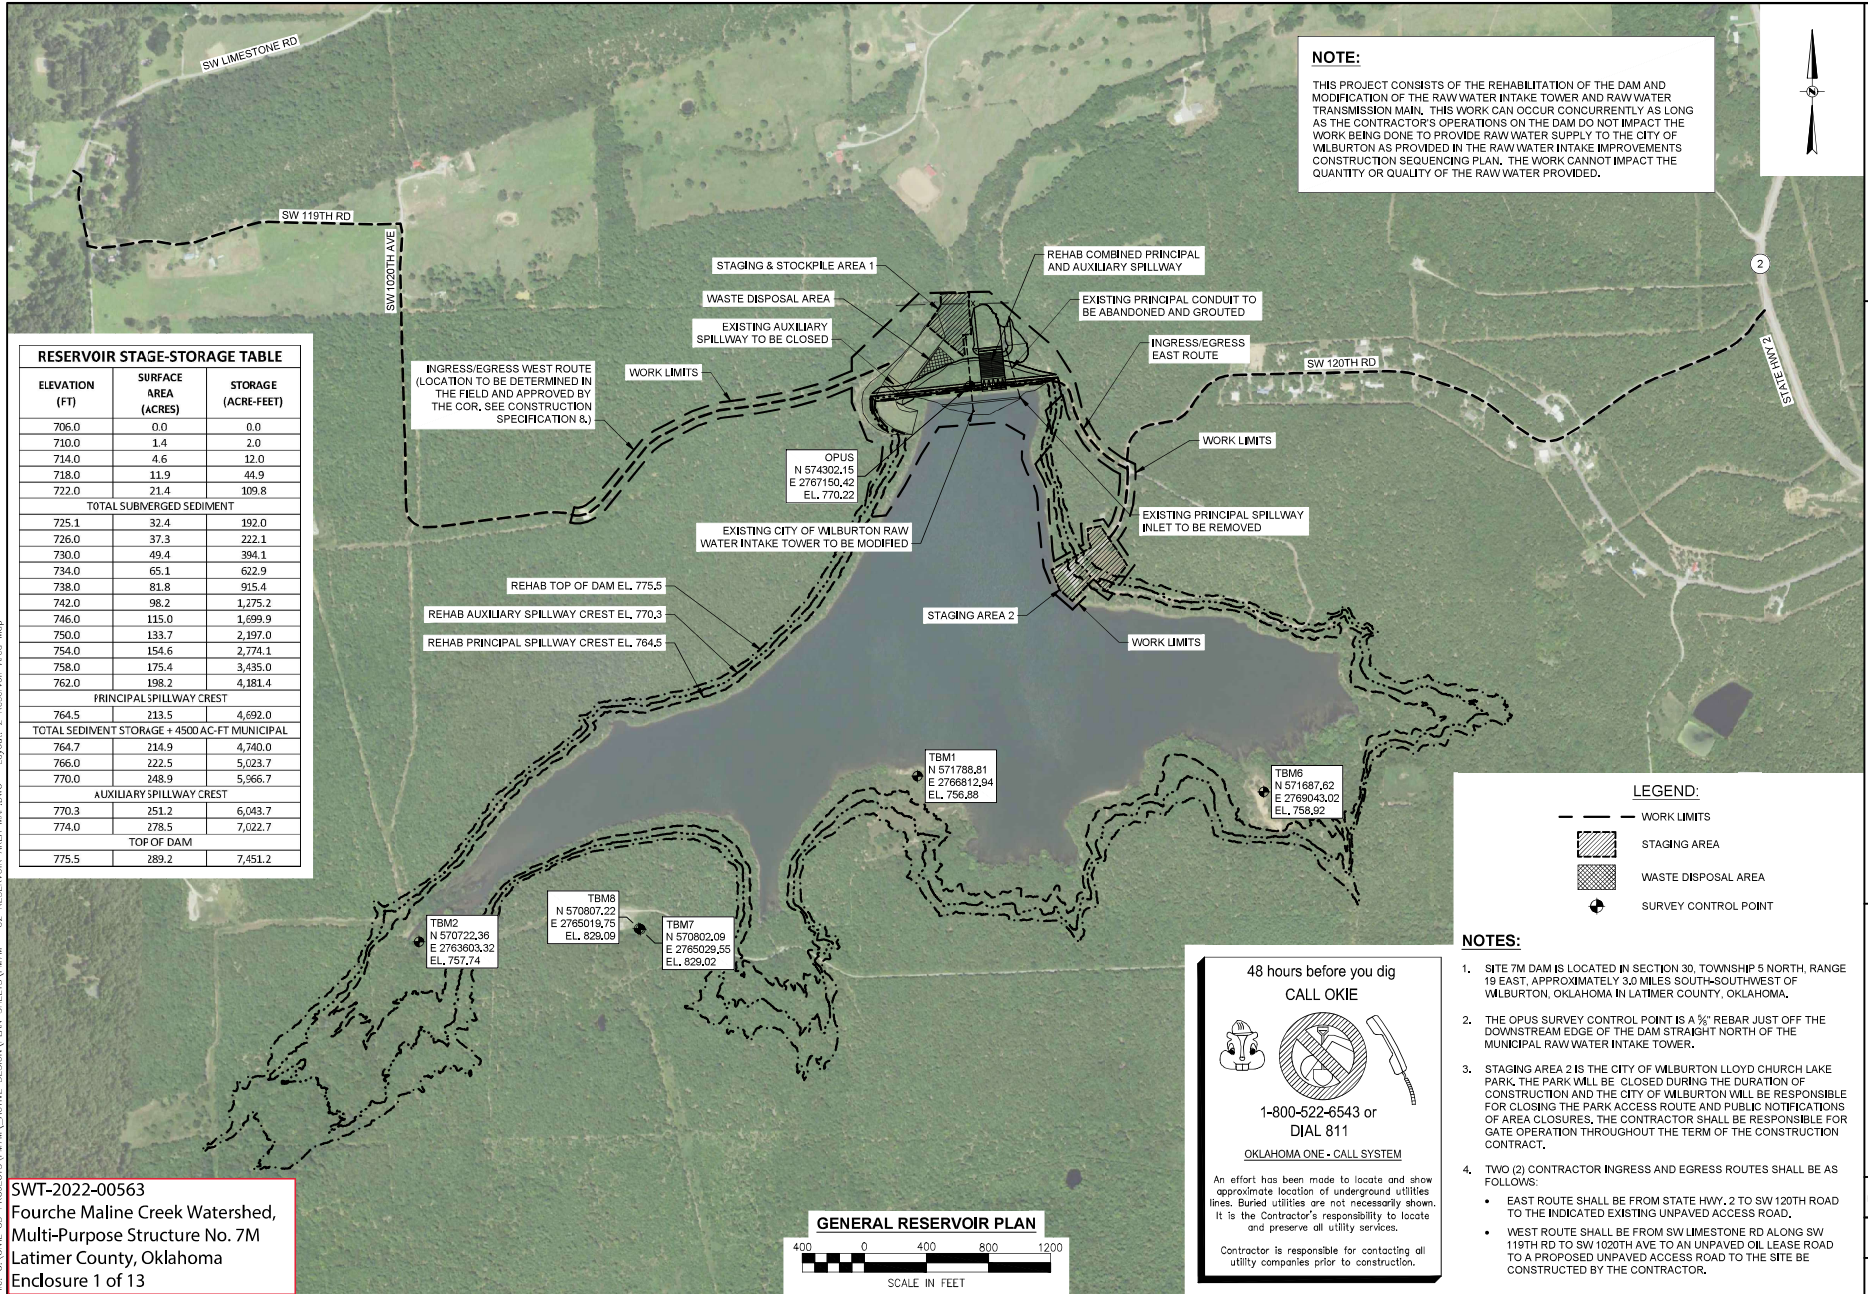 SW LIMESTONE RD
SW 119TH RD
SW 1020TH AVE
NOTE:
THIS PROJECT CONSISTS OF THE REHABILITATION OF THE DAM AND
MODIFICATION OF THE RAW WATER INTAKE TOWER AND RAW WATER
TRANSMISSION MAIN. THIS WORK CAN OCCUR CONCURRENTLY AS LONG
AS THE CONTRACTOR'S OPERATIONS ON THE DAM DO NOT IMPACT THE
WORK BEING DONE TO PROVIDE RAW WATER SUPPLY TO THE CITY OF
WILBURTON AS PROVIDED IN THE RAW WATER INTAKE IMPROVEMENTS
CONSTRUCTION SEQUENCING PLAN. THE WORK CANNOT IMPACT THE
QUANTITY OR QUALITY OF THE RAW WATER PROVIDED.
N
2
STATE HWY 2
SW 120TH RD
STAGING & STOCKPILE AREA 1
WASTE DISPOSAL AREA
EXISTING AUXILIARY
SPILLWAY TO BE CLOSED
WORK LIMITS
INGRESS/EGRESS WEST ROUTE
(LOCATION TO BE DETERMINED IN
THE FIELD AND APPROVED BY
THE COR. SEE CONSTRUCTION
SPECIFICATION 8.)
REHAB COMBINED PRINCIPAL
AND AUXILIARY SPILLWAY
EXISTING PRINCIPAL CONDUIT TO
BE ABANDONED AND GROUTED
INGRESS/EGRESS
EAST ROUTE
WORK LIMITS
OPUS
N 574302.15
E 2767150.42
EL. 770.22
EXISTING CITY OF WILBURTON RAW
WATER INTAKE TOWER TO BE MODIFIED
EXISTING PRINCIPAL SPILLWAY
INLET TO BE REMOVED
REHAB TOP OF DAM EL. 775.5
REHAB AUXILIARY SPILLWAY CREST EL. 770.3
REHAB PRINCIPAL SPILLWAY CREST EL. 764.5
STAGING AREA 2
WORK LIMITS
RESERVOIR STAGE-STORAGE TABLE
ELEVATION (FT) SURFACE AREA (ACRES) STORAGE (ACRE-FEET)
706.0 0.0 0.0
710.0 1.4 2.0
714.0 4.6 12.0
718.0 11.9 44.9
722.0 21.4 109.8
TOTAL SUBMERGED SEDIMENT
725.1 32.4 192.0
726.0 37.3 222.1
730.0 49.4 394.1
734.0 65.1 622.9
738.0 81.8 915.4
742.0 98.2 1,275.2
746.0 115.0 1,699.9
750.0 133.7 2,197.0
754.0 154.6 2,774.1
758.0 175.4 3,435.0
762.0 198.2 4,181.4
PRINCIPAL SPILLWAY CREST
764.5 213.5 4,692.0
TOTAL SEDIMENT STORAGE + 4500 AC-FT MUNICIPAL
764.7 214.9 4,740.0
766.0 222.5 5,023.7
770.0 248.9 5,966.7
AUXILIARY SPILLWAY CREST
770.3 251.2 6,043.7
774.0 278.5 7,022.7
TOP OF DAM
775.5 289.2 7,451.2
TBM1
N 571788.81
E 2766812.94
EL. 756.88
TBM6
N 571687.62
E 2769043.02
EL. 758.92
TBM2
N 570722.36
E 2763603.32
EL. 757.74
TBM8
N 570807.22
E 2765019.75
EL. 829.09
TBM7
N 570802.09
E 2765029.55
EL. 829.02
LEGEND:
WORK LIMITS
STAGING AREA
WASTE DISPOSAL AREA
SURVEY CONTROL POINT
NOTES:
1. SITE 7M DAM IS LOCATED IN SECTION 30, TOWNSHIP 5 NORTH, RANGE
19 EAST, APPROXIMATELY 3.0 MILES SOUTH-SOUTHWEST OF
WILBURTON, OKLAHOMA IN LATIMER COUNTY, OKLAHOMA.
2. THE OPUS SURVEY CONTROL POINT IS A ⅝" REBAR JUST OFF THE
DOWNSTREAM EDGE OF THE DAM STRAIGHT NORTH OF THE
MUNICIPAL RAW WATER INTAKE TOWER.
3. STAGING AREA 2 IS THE CITY OF WILBURTON LLOYD CHURCH LAKE
PARK. THE PARK WILL BE CLOSED DURING THE DURATION OF
CONSTRUCTION AND THE CITY OF WILBURTON WILL BE RESPONSIBLE
FOR CLOSING THE PARK ACCESS ROUTE AND PUBLIC NOTIFICATIONS
OF AREA CLOSURES. THE CONTRACTOR SHALL BE RESPONSIBLE FOR
GATE OPERATION THROUGHOUT THE TERM OF THE CONSTRUCTION
CONTRACT.
4. TWO (2) CONTRACTOR INGRESS AND EGRESS ROUTES SHALL BE AS
FOLLOWS:
• EAST ROUTE SHALL BE FROM STATE HWY. 2 TO SW 120TH ROAD
TO THE INDICATED EXISTING UNPAVED ACCESS ROAD.
• WEST ROUTE SHALL BE FROM SW LIMESTONE RD ALONG SW
119TH RD TO SW 1020TH AVE TO AN UNPAVED OIL LEASE ROAD
TO A PROPOSED UNPAVED ACCESS ROAD TO THE SITE BE
CONSTRUCTED BY THE CONTRACTOR.
48 hours before you dig
CALL OKIE
1-800-522-6543 or
DIAL 811
OKLAHOMA ONE - CALL SYSTEM
An effort has been made to locate and show
approximate location of underground utilities
lines. Buried utilities are not necessarily shown.
It is the Contractor's responsibility to locate
and preserve all utility services.
Contractor is responsible for contacting all
utility companies prior to construction.
GENERAL RESERVOIR PLAN
400 0 400 800 1200
SCALE IN FEET
SWT-2022-00563
Fourche Maline Creek Watershed,
Multi-Purpose Structure No. 7M
Latimer County, Oklahoma
Enclosure 1 of 13